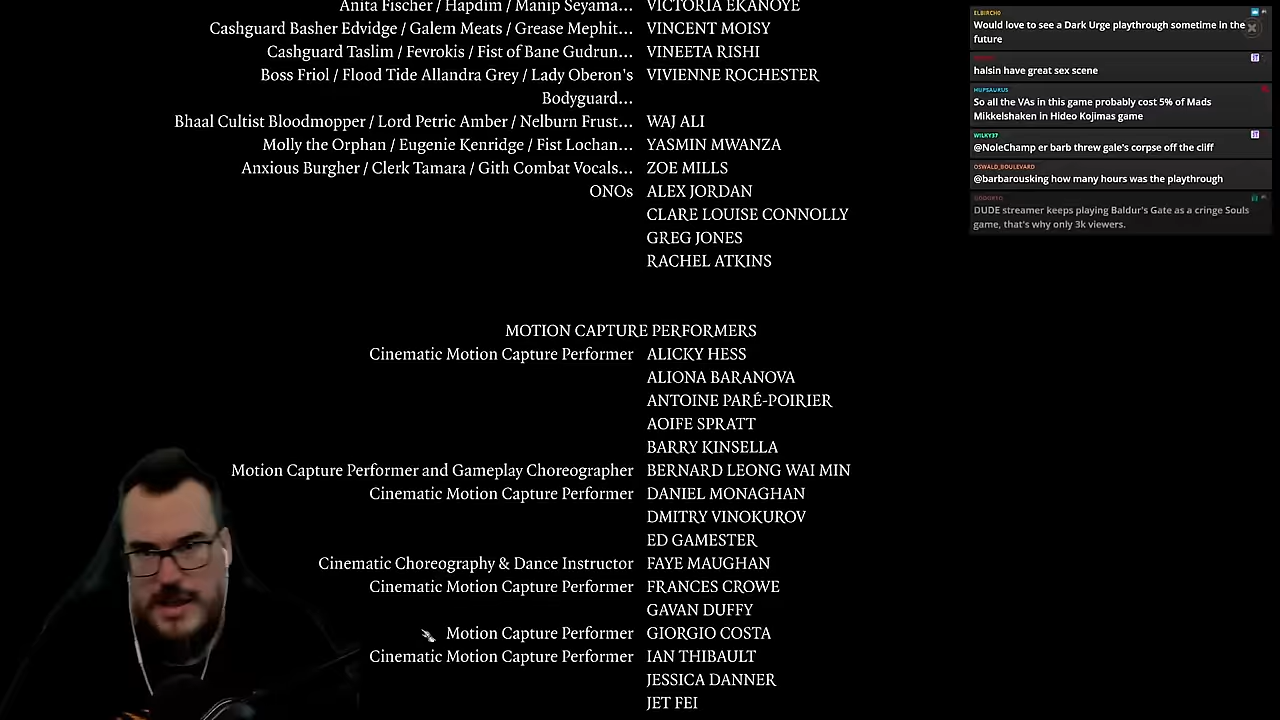 Anita Fischer / Hapdim / Manip Seyama... VICTORIA EKANOYE
Cashguard Basher Edvidge / Galem Meats / Grease Mephit... VINCENT MOISY
Cashguard Taslim / Fevrokis / Fist of Bane Gudrun... VINEETA RISHI
Boss Friol / Flood Tide Allandra Grey / Lady Oberon's VIVIENNE ROCHESTER
Bodyguard...
Bhaal Cultist Bloodmopper / Lord Petric Amber / Nelburn Frust... WAJ ALI
Molly the Orphan / Eugenie Kenridge / Fist Lochan... YASMIN MWANZA
Anxious Burgher / Clerk Tamara / Gith Combat Vocals... ZOE MILLS
ONOs ALEX JORDAN
CLARE LOUISE CONNOLLY
GREG JONES
RACHEL ATKINS
MOTION CAPTURE PERFORMERS
Cinematic Motion Capture Performer ALICKY HESS
ALIONA BARANOVA
ANTOINE PARÉ-POIRIER
AOIFE SPRATT
BARRY KINSELLA
Motion Capture Performer and Gameplay Choreographer BERNARD LEONG WAI MIN
Cinematic Motion Capture Performer DANIEL MONAGHAN
DMITRY VINOKUROV
ED GAMESTER
Cinematic Choreography & Dance Instructor FAYE MAUGHAN
Cinematic Motion Capture Performer FRANCES CROWE
GAVAN DUFFY
Motion Capture Performer GIORGIO COSTA
Cinematic Motion Capture Performer IAN THIBAULT
JESSICA DANNER
JET FEI
ELBIRCHO
Would love to see a Dark Urge playthrough sometime in the
future
halsin have great sex scene
HUPSAURUS
So all the VAs in this game probably cost 5% of Mads
Mikkelshaken in Hideo Kojimas game
WILKY37
@NoleChamp er barb threw gale's corpse off the cliff
OSWALD_BOULEVARD
@barbarousking how many hours was the playthrough
DUDE streamer keeps playing Baldur's Gate as a cringe Souls
game, that's why only 3k viewers.